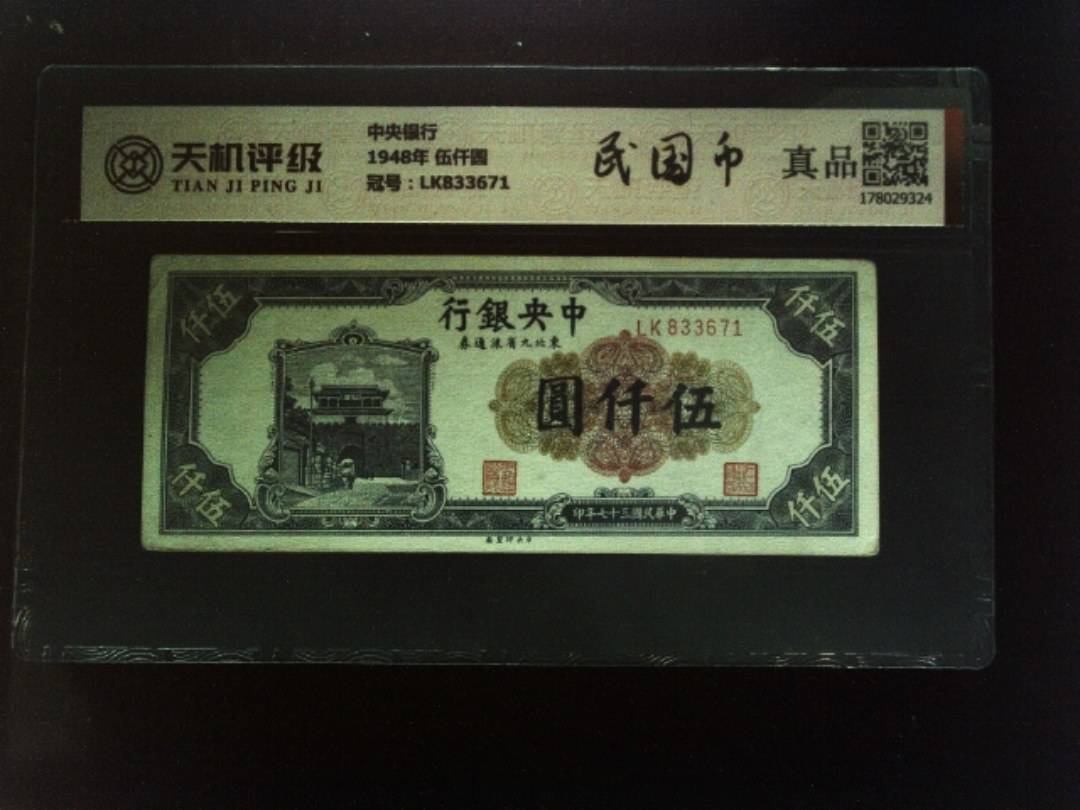 天机评级
TIAN JI PING JI
中央银行
1948年 伍仟圆
冠号：LK833671
民国币
真品
178029324
行銀央中
券通流省九北東
LK833671
圓仟伍
仟伍
仟伍
仟伍
仟伍
印年七十三國民華中